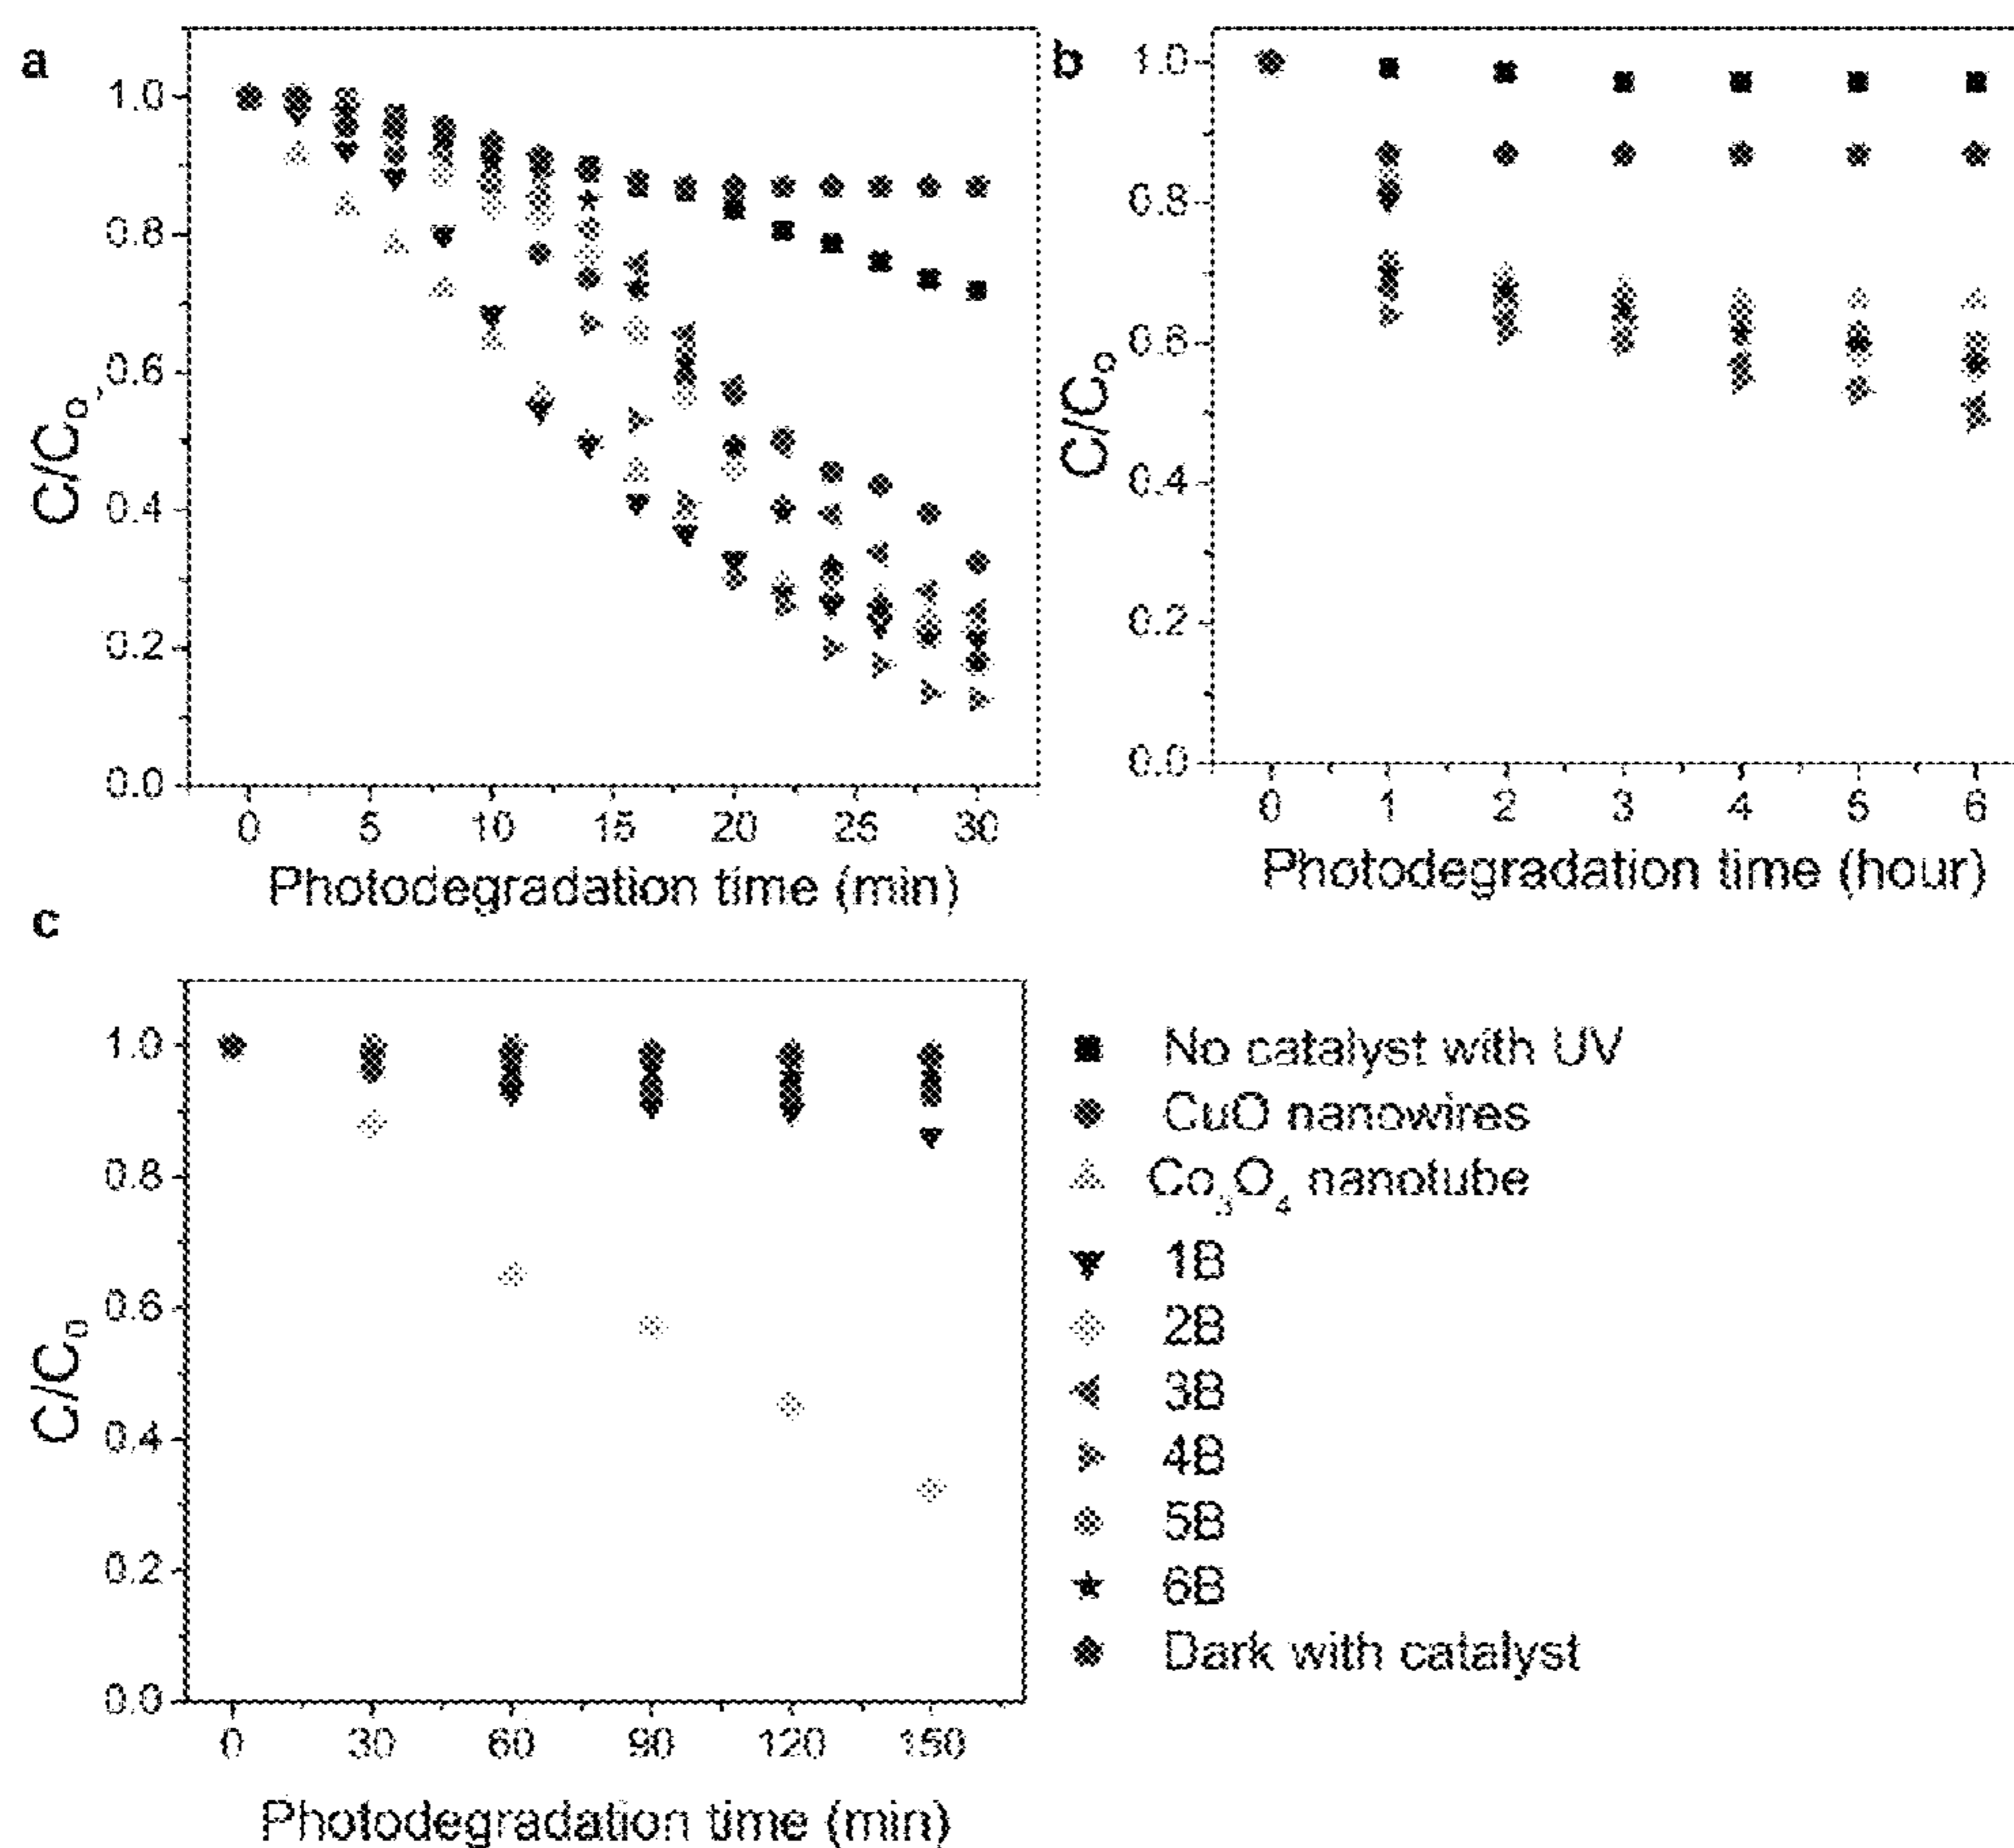 a
1.0
0.8
0.6
0.4
0.2
0.0
C/C₀
0 5 10 15 20 25 30
Photodegradation time (min)
b
1.0
0.8
0.6
0.4
0.2
0.0
C/C₀
0 1 2 3 4 5 6
Photodegradation time (hour)
c
1.0
0.8
0.6
0.4
0.2
0.0
C/C₀
0 30 60 90 120 150
Photodegradation time (min)
No catalyst with UV
CuO nanowires
Co₃O₄ nanotube
1B
2B
3B
4B
5B
6B
Dark with catalyst